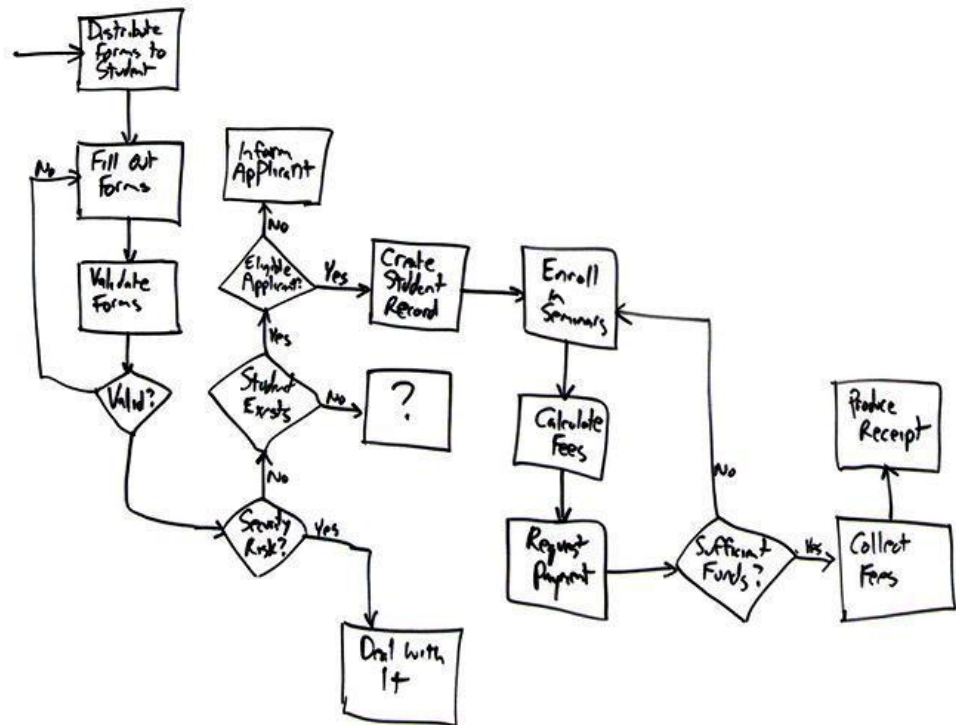 Distribute
Forms to
Student
Fill Out
Forms
No
Validate
Forms
Valid?
Inform
Applicant
No
Eligible
Applicant?
Yes
Yes
Student
Exists
No
?
No
Security
Risk?
Yes
Deal with
It
Create
Student
Record
Enroll
in
Seminars
Calculate
Fees
Request
Payment
Sufficient
Funds?
No
Yes
Collect
Fees
Produce
Receipt